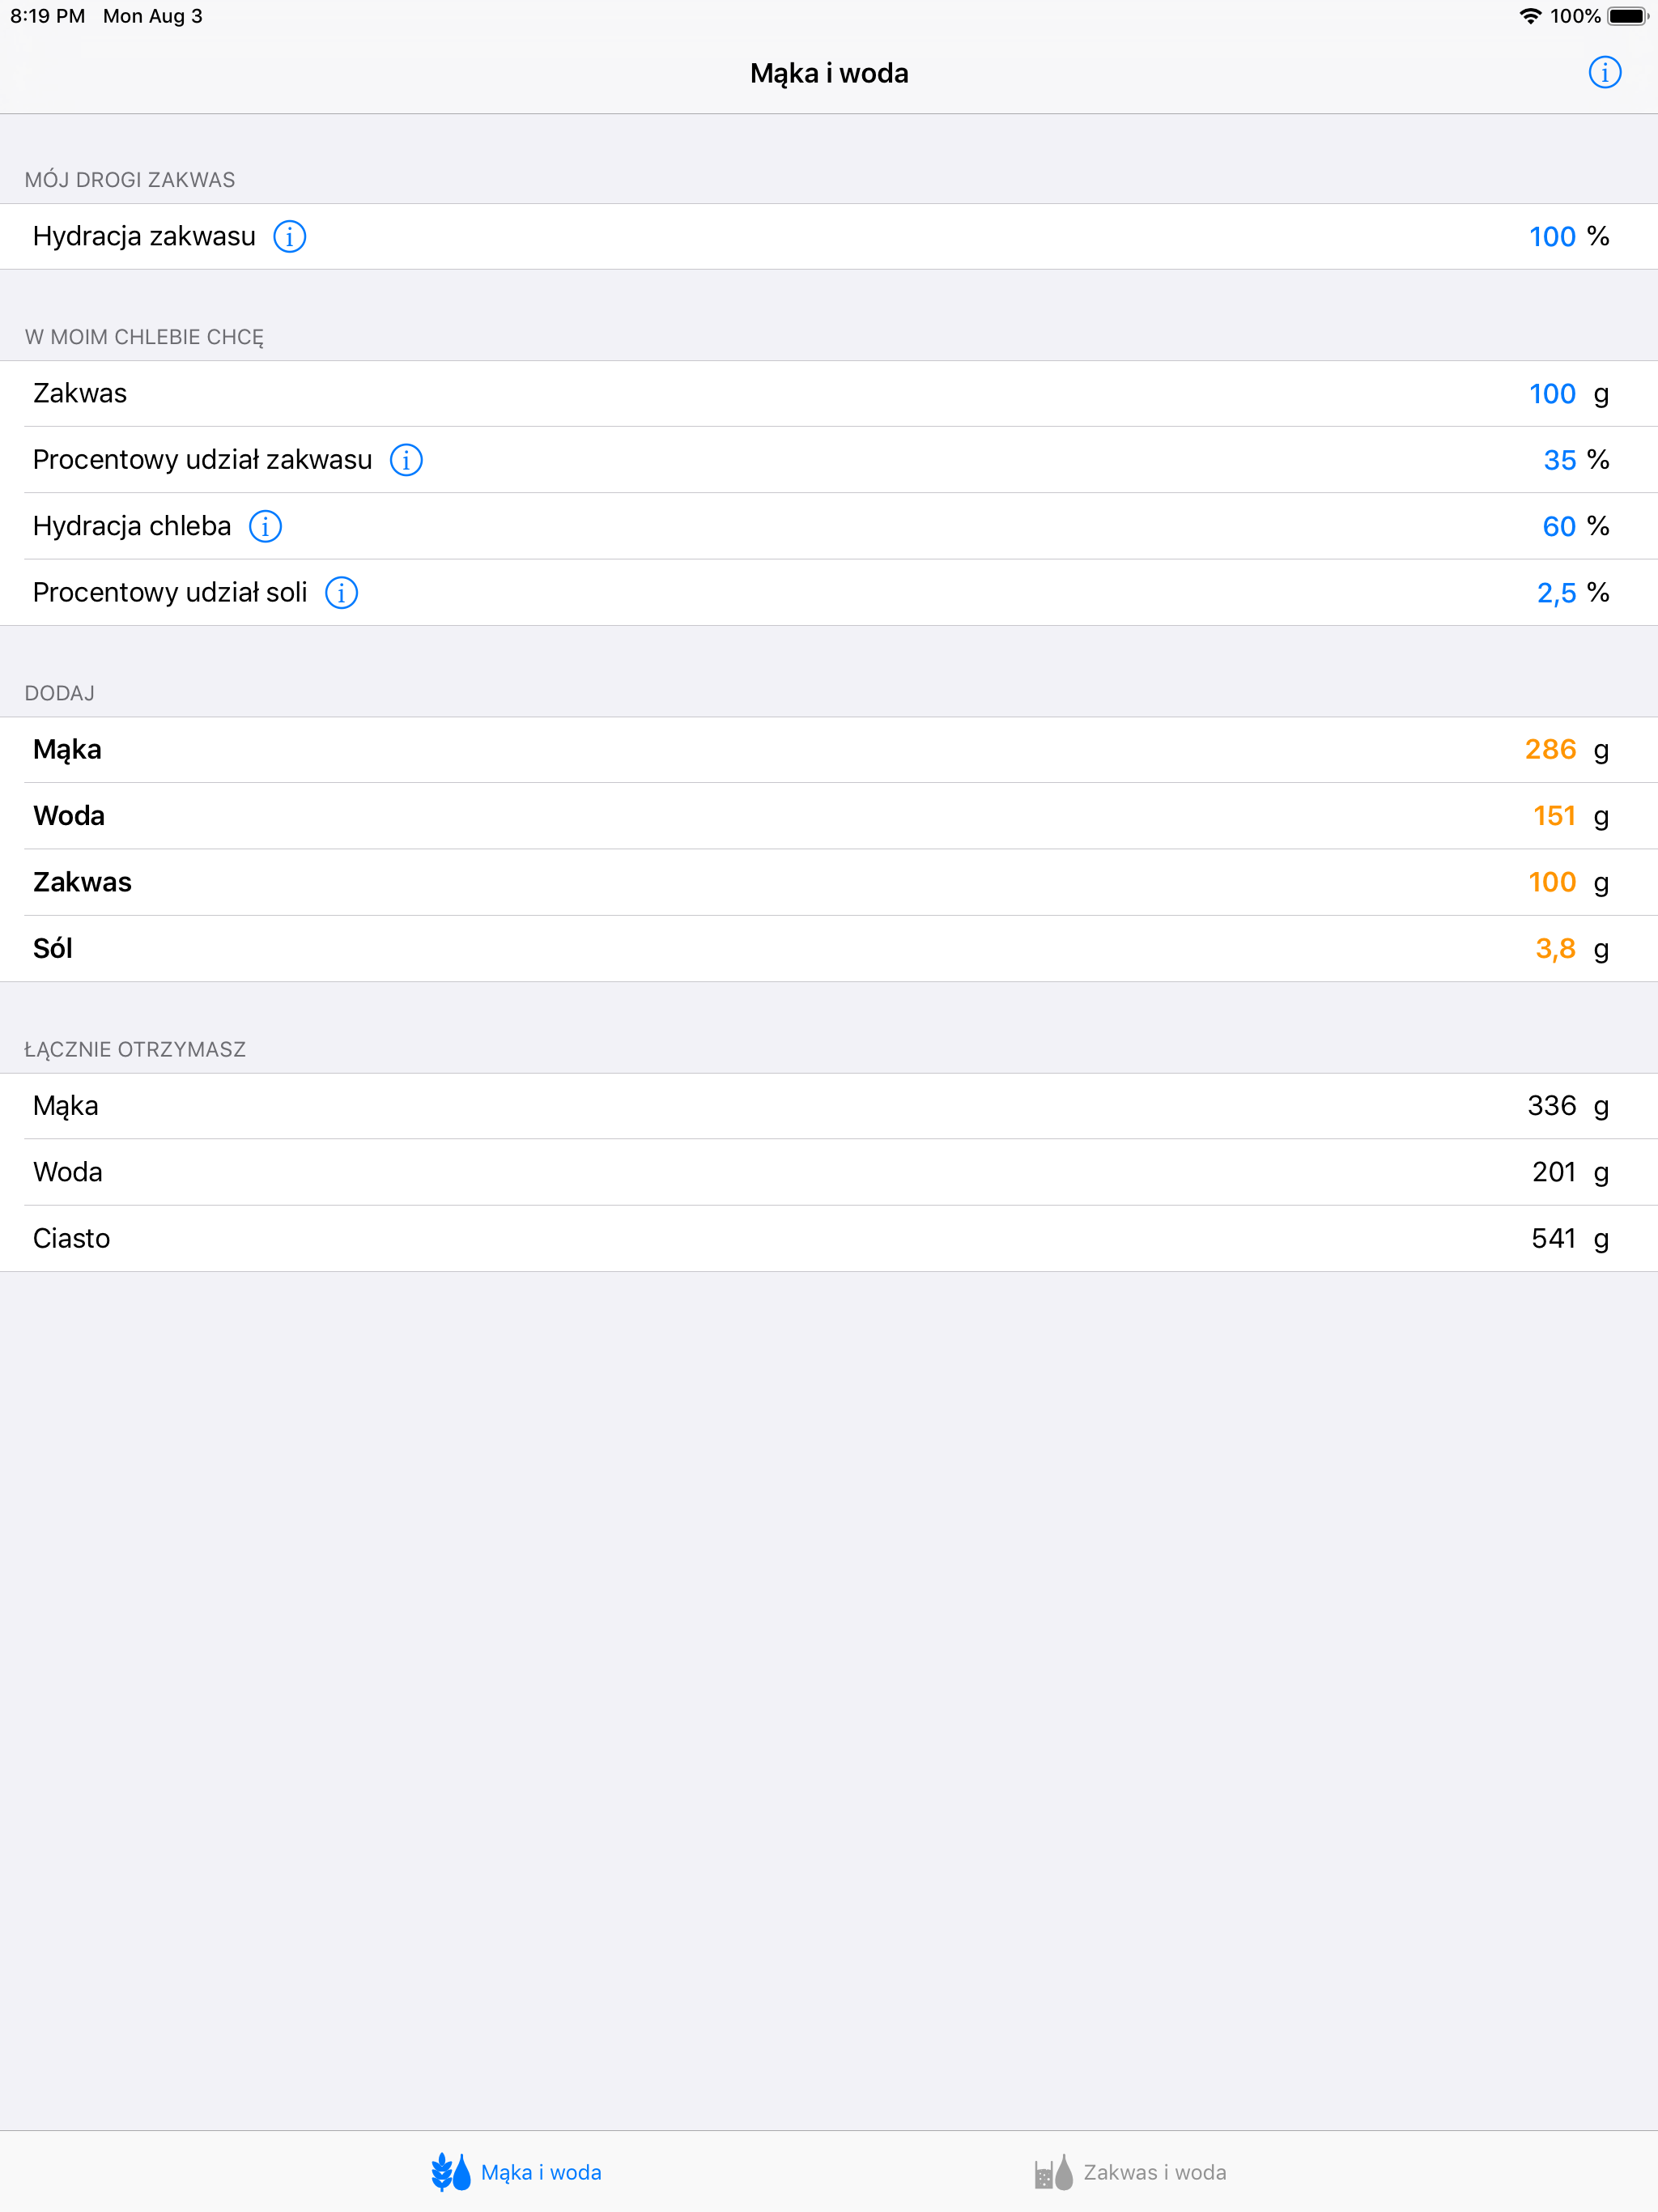 8:19 PM Mon Aug 3 100%
Mąka i woda
MÓJ DROGI ZAKWAS
Hydracja zakwasu 100 %
W MOIM CHLEBIE CHCĘ
Zakwas 100 g
Procentowy udział zakwasu 35 %
Hydracja chleba 60 %
Procentowy udział soli 2,5 %
DODAJ
Mąka 286 g
Woda 151 g
Zakwas 100 g
Sól 3,8 g
ŁĄCZNIE OTRZYMASZ
Mąka 336 g
Woda 201 g
Ciasto 541 g
Mąka i woda Zakwas i woda